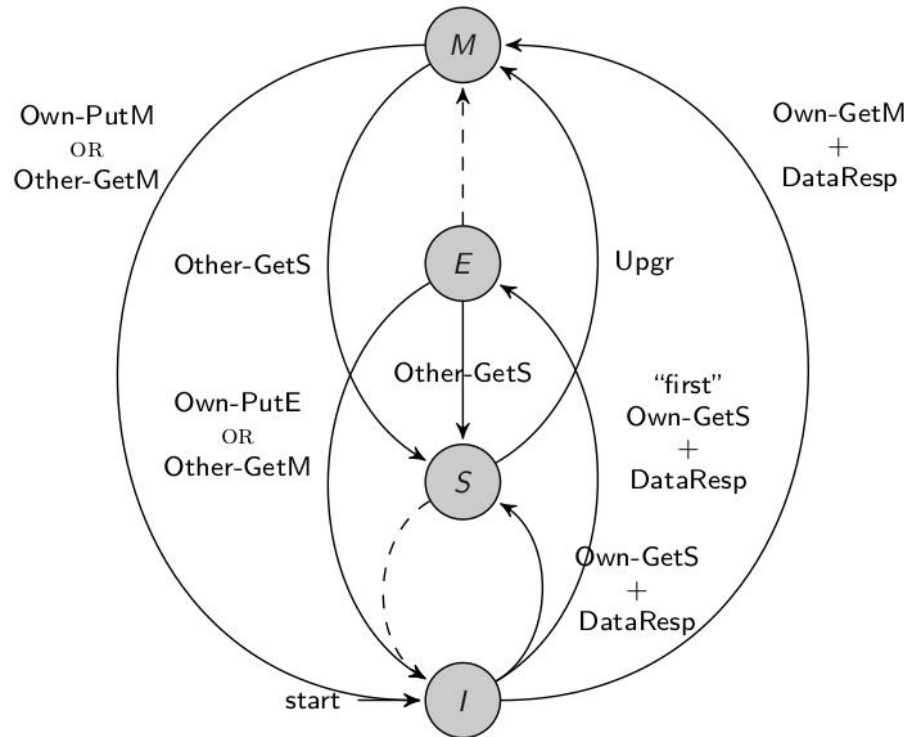 M
Own-PutM
OR
Other-GetM
Own-GetM
+
DataResp
E
Other-GetS
Upgr
Other-GetS
Own-PutE
OR
Other-GetM
“first”
Own-GetS
+
DataResp
S
Own-GetS
+
DataResp
start
I